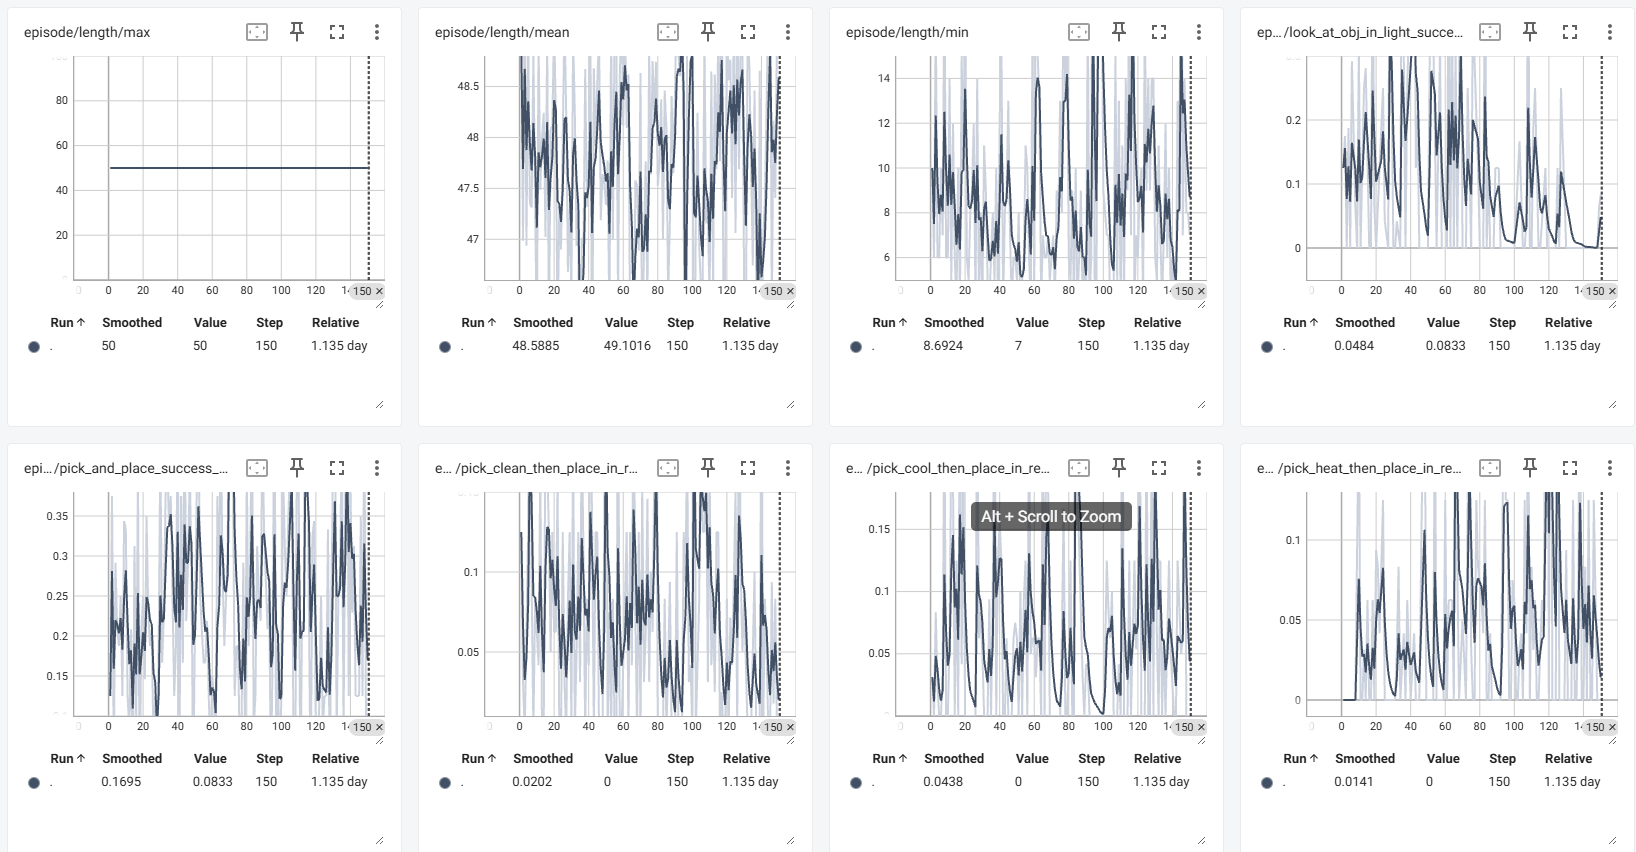 episode/length/max
80
60
40
20
0 20 40 60 80 100 120 14 150 ×
Run ↑ Smoothed Value Step Relative
. 50 50 150 1.135 day
episode/length/mean
48.5
48
47.5
47
0 20 40 60 80 100 120 14 150 ×
Run ↑ Smoothed Value Step Relative
. 48.5885 49.1016 150 1.135 day
episode/length/min
14
12
10
8
6
0 20 40 60 80 100 120 14 150 ×
Run ↑ Smoothed Value Step Relative
. 8.6924 7 150 1.135 day
ep… /look_at_obj_in_light_succe…
0.2
0.1
0
0 20 40 60 80 100 120 14 150 ×
Run ↑ Smoothed Value Step Relative
. 0.0484 0.0833 150 1.135 day
epi… /pick_and_place_success_…
0.35
0.3
0.25
0.2
0.15
0 20 40 60 80 100 120 14 150 ×
Run ↑ Smoothed Value Step Relative
. 0.1695 0.0833 150 1.135 day
e… /pick_clean_then_place_in_r…
0.1
0.05
0 20 40 60 80 100 120 14 150 ×
Run ↑ Smoothed Value Step Relative
. 0.0202 0 150 1.135 day
e… /pick_cool_then_place_in_re…
Alt + Scroll to Zoom
0.15
0.1
0.05
0 20 40 60 80 100 120 14 150 ×
Run ↑ Smoothed Value Step Relative
. 0.0438 0 150 1.135 day
e… /pick_heat_then_place_in_re…
0.1
0.05
0
0 20 40 60 80 100 120 14 150 ×
Run ↑ Smoothed Value Step Relative
. 0.0141 0 150 1.135 day